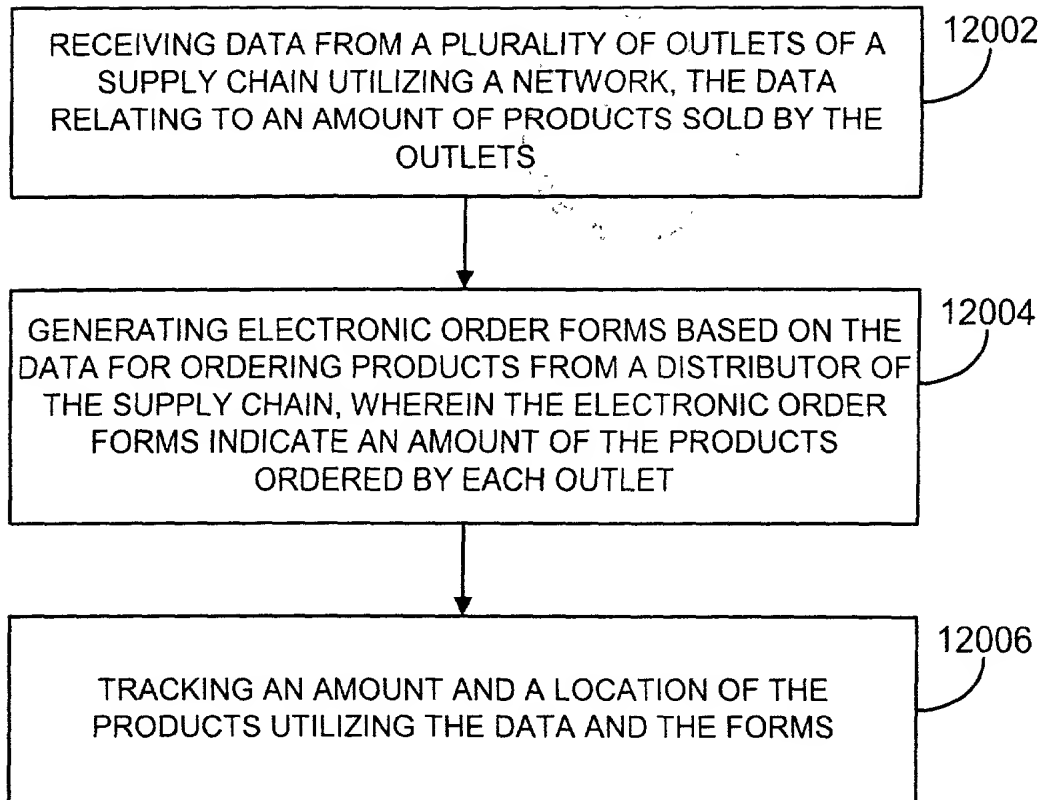 RECEIVING DATA FROM A PLURALITY OF OUTLETS OF A
SUPPLY CHAIN UTILIZING A NETWORK, THE DATA
RELATING TO AN AMOUNT OF PRODUCTS SOLD BY THE
OUTLETS
12002
GENERATING ELECTRONIC ORDER FORMS BASED ON THE
DATA FOR ORDERING PRODUCTS FROM A DISTRIBUTOR OF
THE SUPPLY CHAIN, WHEREIN THE ELECTRONIC ORDER
FORMS INDICATE AN AMOUNT OF THE PRODUCTS
ORDERED BY EACH OUTLET
12004
TRACKING AN AMOUNT AND A LOCATION OF THE
PRODUCTS UTILIZING THE DATA AND THE FORMS
12006